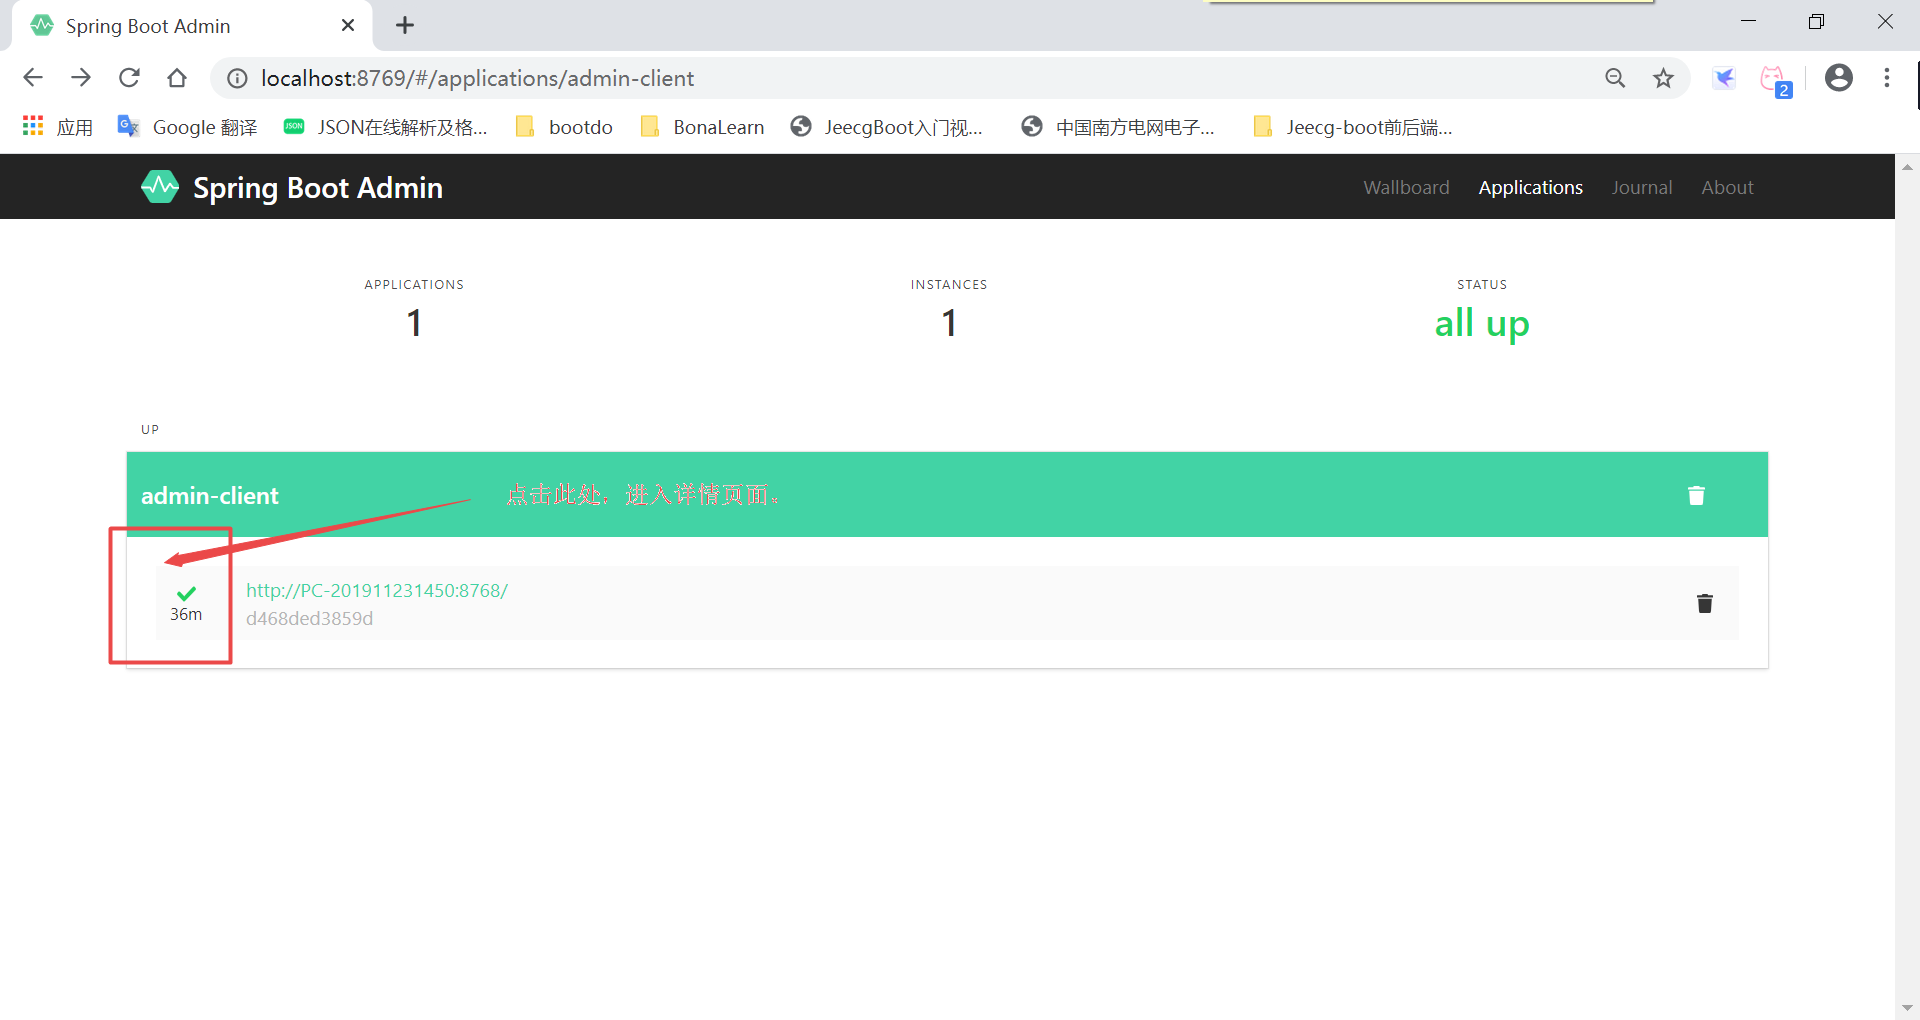 Spring Boot Admin
localhost:8769/#/applications/admin-client
2
应用
Google 翻译
JSON
JSON在线解析及格...
bootdo
BonaLearn
JeecgBoot入门视...
中国南方电网电子...
Jeecg-boot前后端...
Spring Boot Admin
Wallboard
Applications
Journal
About
APPLICATIONS
1
INSTANCES
1
STATUS
all up
UP
admin-client
点击此处，进入详情页面。
36m
http://PC-201911231450:8768/
d468ded3859d